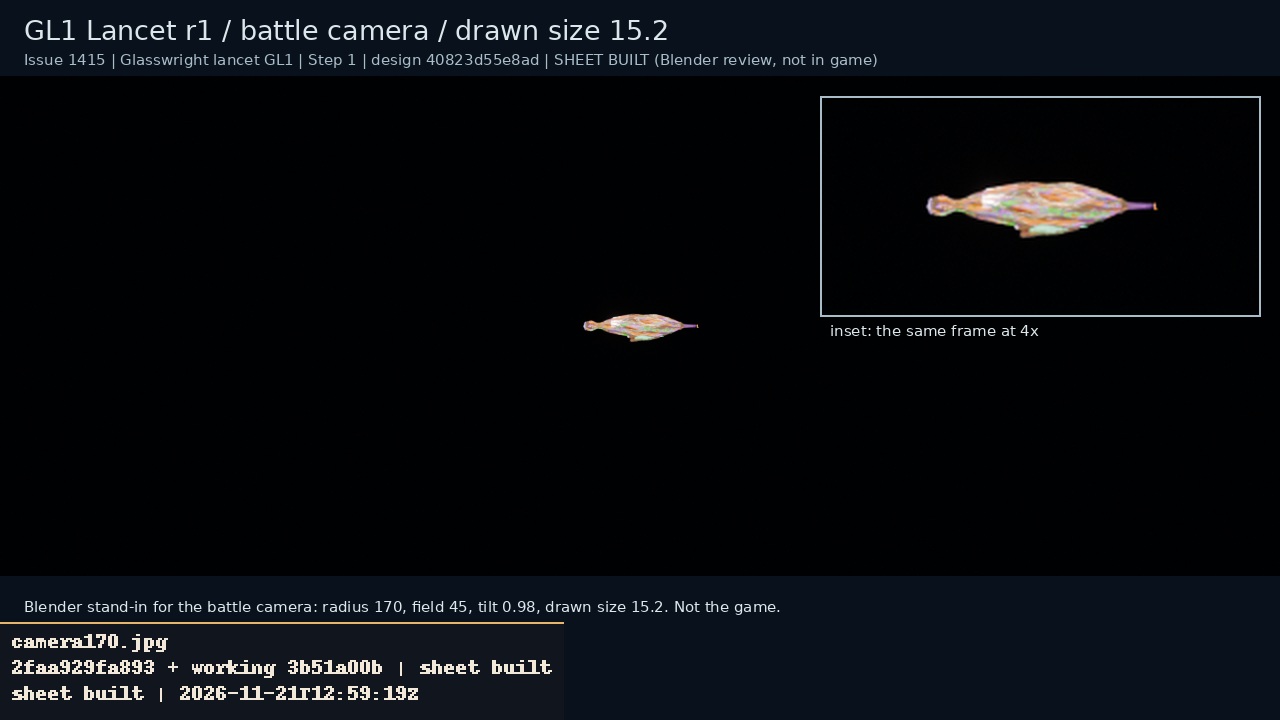 GL1 Lancet r1 / battle camera / drawn size 15.2
Issue 1415 | Glasswright lancet GL1 | Step 1 | design 40823d55e8ad | SHEET BUILT (Blender review, not in game)
inset: the same frame at 4x
Blender stand-in for the battle camera: radius 170, field 45, tilt 0.98, drawn size 15.2. Not the game.
camera170.jpg
2faa929fa893 + working 3b51a00b | sheet built
sheet built | 2026-11-21T12:59:19Z